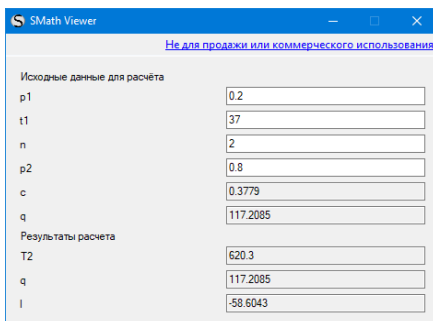 SMath Viewer
Не для продажи или коммерческого использования
Исходные данные для расчёта
p1 0.2
t1 37
n 2
p2 0.8
c 0.3779
q 117.2085
Результаты расчета
T2 620.3
q 117.2085
l -58.6043